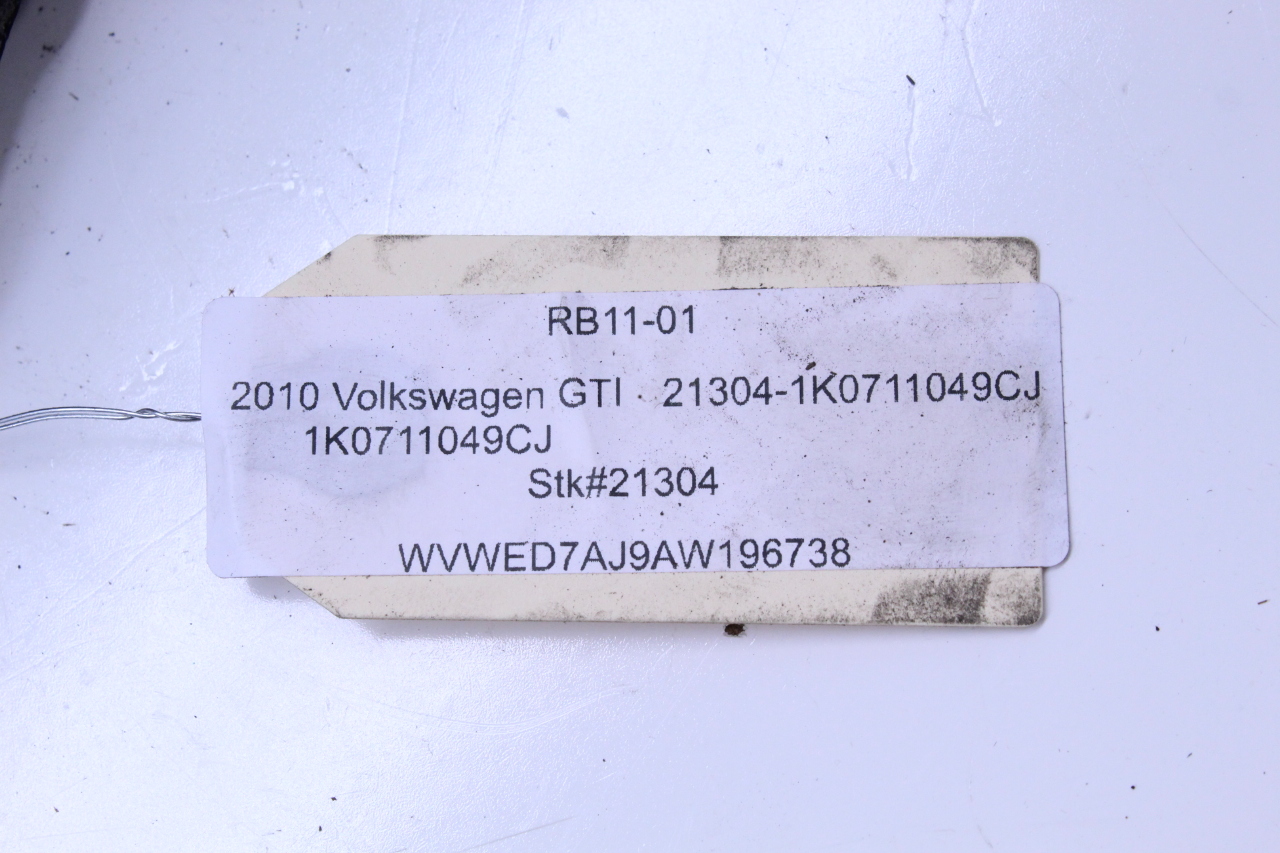 RB11-01
2010 Volkswagen GTI 21304-1K0711049CJ
1K0711049CJ
Stk#21304
WVWED7AJ9AW196738